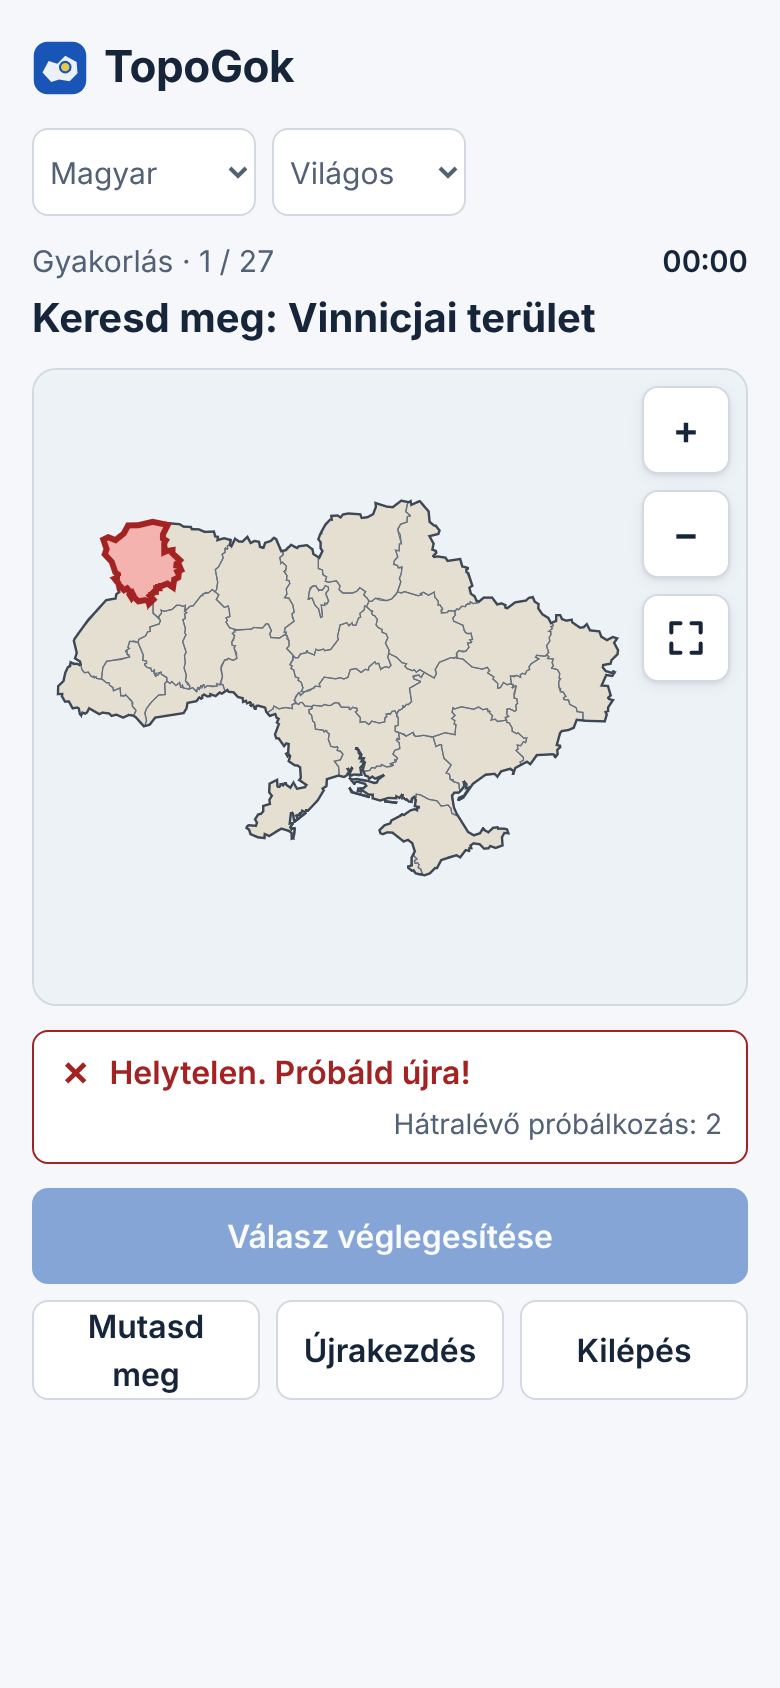 TopoGok
Magyar
Világos
Gyakorlás · 1 / 27
00:00
Keresd meg: Vinnicjai terület
+
−
✕ Helytelen. Próbáld újra!
Hátralévő próbálkozás: 2
Válasz véglegesítése
Mutasd
meg
Újrakezdés
Kilépés